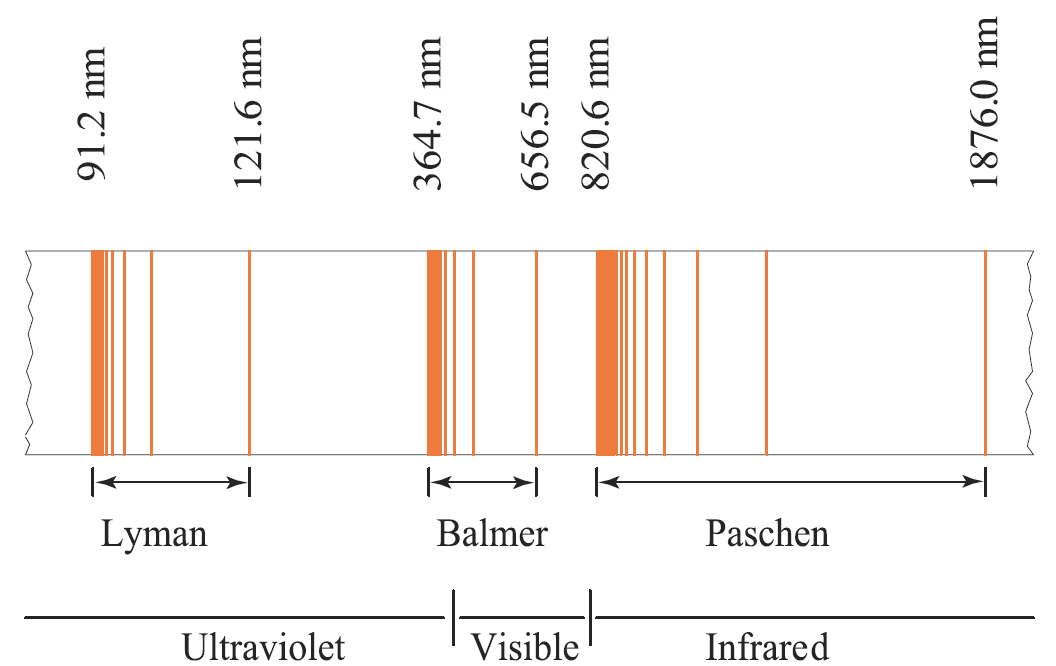 91.2 nm
121.6 nm
364.7 nm
656.5 nm
820.6 nm
1876.0 nm
Lyman
Balmer
Paschen
Ultraviolet
Visible
Infrared